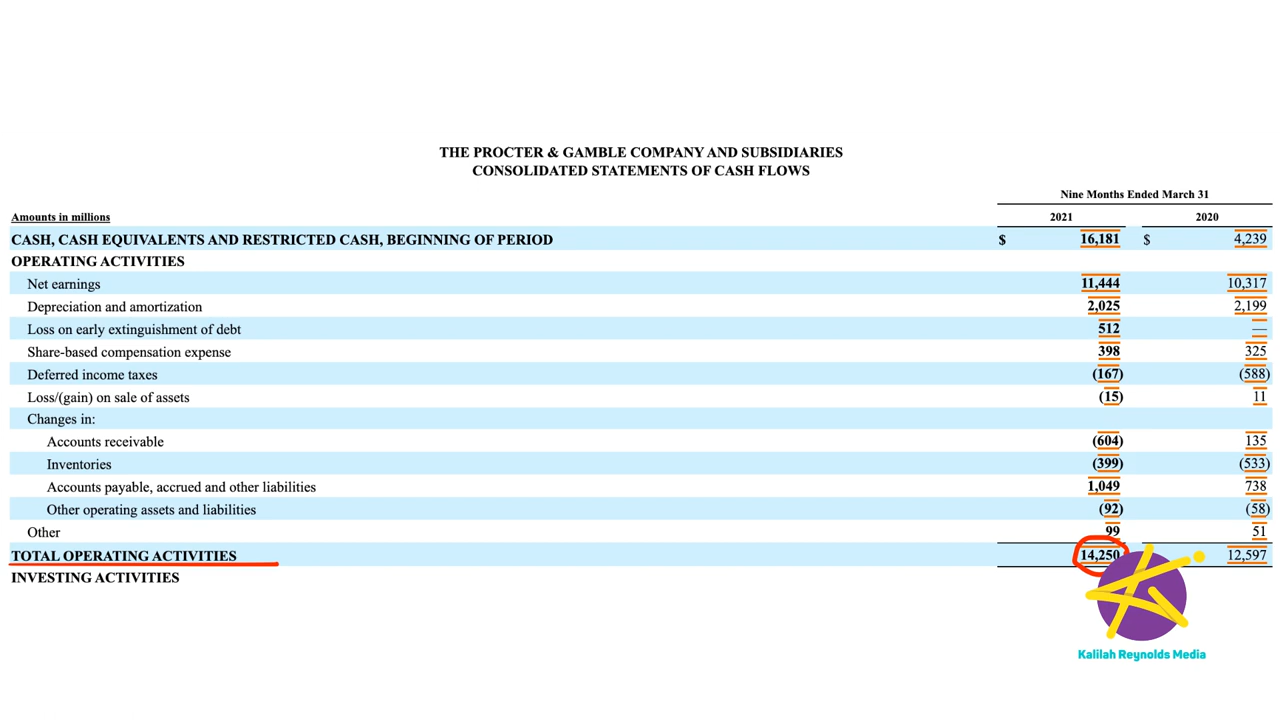 THE PROCTER & GAMBLE COMPANY AND SUBSIDIARIES
CONSOLIDATED STATEMENTS OF CASH FLOWS
Nine Months Ended March 31
Amounts in millions 2021 2020
CASH, CASH EQUIVALENTS AND RESTRICTED CASH, BEGINNING OF PERIOD $ 16,181 $ 4,239
OPERATING ACTIVITIES
Net earnings 11,444 10,317
Depreciation and amortization 2,025 2,199
Loss on early extinguishment of debt 512 —
Share-based compensation expense 398 325
Deferred income taxes (167) (588)
Loss/(gain) on sale of assets (15) 11
Changes in:
Accounts receivable (604) 135
Inventories (399) (533)
Accounts payable, accrued and other liabilities 1,049 738
Other operating assets and liabilities (92) (58)
Other 99 51
TOTAL OPERATING ACTIVITIES 14,250 12,597
INVESTING ACTIVITIES
Kalilah Reynolds Media